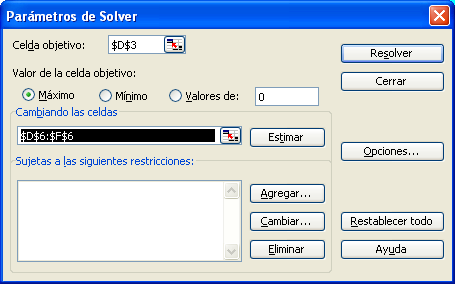 Parámetros de Solver
Celda objetivo: $D$3
Resolver
Valor de la celda objetivo:
Cerrar
Máximo Mínimo Valores de: 0
Cambiando las celdas
$D$6:$F$6 Estimar
Opciones...
Sujetas a las siguientes restricciones:
Agregar...
Cambiar... Restablecer todo
Eliminar Ayuda